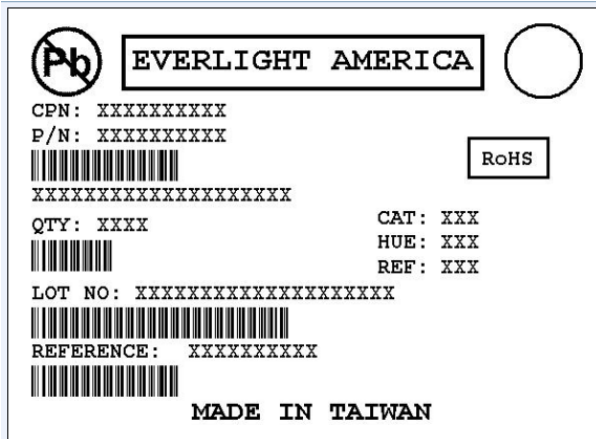 Pb
EVERLIGHT AMERICA
CPN: XXXXXXXXXX
P/N: XXXXXXXXXX
RoHS
XXXXXXXXXXXXXXXXXXXX
QTY: XXXX
CAT: XXX
HUE: XXX
REF: XXX
LOT NO: XXXXXXXXXXXXXXXXXXXX
REFERENCE: XXXXXXXXXX
MADE IN TAIWAN